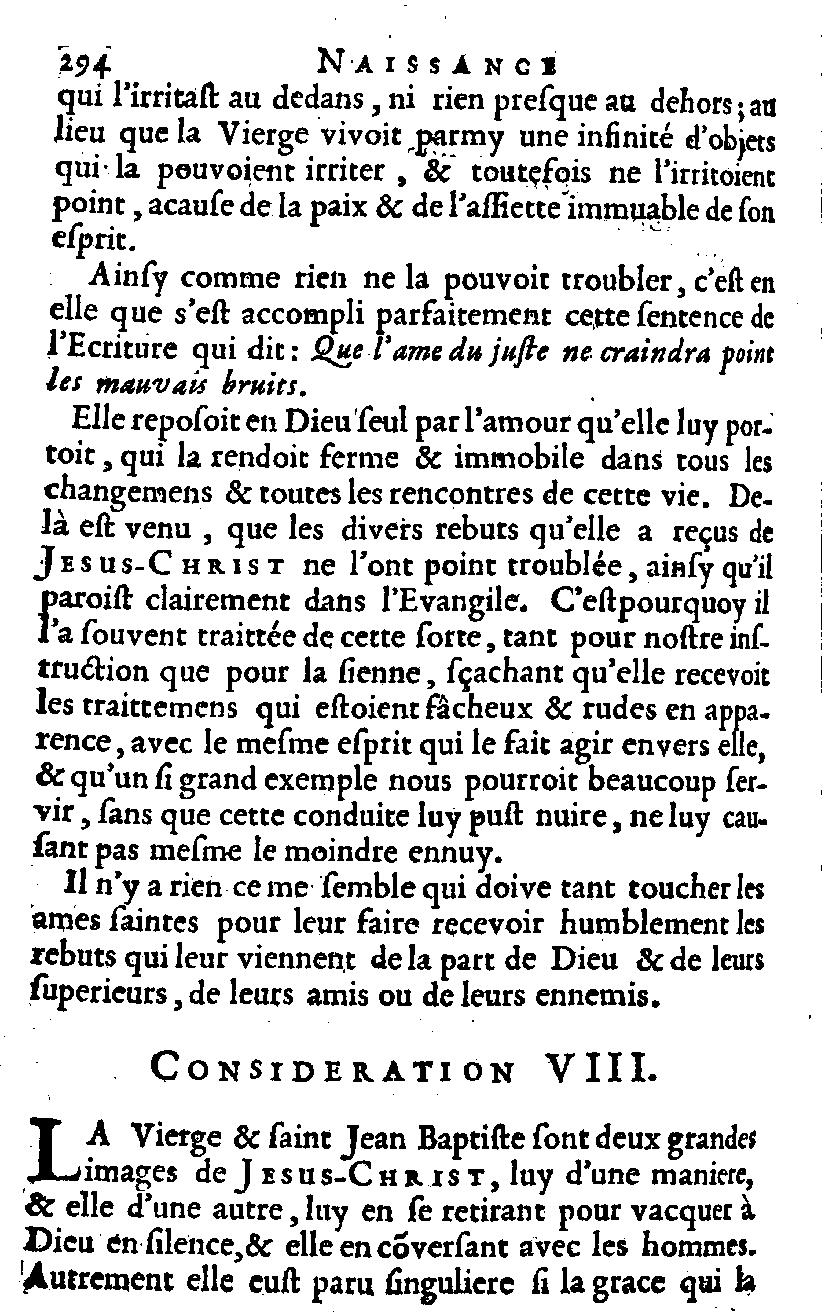 294 NAISSANCE
qui l'irritaſt au dedans, ni rien preſque au dehors; au
lieu que la Vierge vivoit parmy une infinité d'objets
qui la pouvoient irriter, & toutefois ne l'irritoient
point, acauſe de la paix & de l'aſſiette immuable de ſon
eſprit.
Ainſy comme rien ne la pouvoit troubler, c'eſt en
elle que s'eſt accompli parfaitement cette ſentence de
l'Ecriture qui dit: Que l'ame du juſte ne craindra point
les mauvais bruits.
Elle repoſoit en Dieu ſeul par l'amour qu'elle luy por-
toit, qui la rendoit ferme & immobile dans tous les
changemens & toutes les rencontres de cette vie. De-
là eſt venu, que les divers rebuts qu'elle a reçus de
JESUS-CHRIST ne l'ont point troublée, ainſy qu'il
paroiſt clairement dans l'Evangile. C'eſtpourquoy il
l'a ſouvent traittée de cette ſorte, tant pour noſtre inſ-
truction que pour la ſienne, ſçachant qu'elle recevoit
les traittemens qui eſtoient fâcheux & rudes en appa-
rence, avec le meſme eſprit qui le fait agir envers elle,
& qu'un ſi grand exemple nous pourroit beaucoup ſer-
vir, ſans que cette conduite luy puſt nuire, ne luy cau-
ſant pas meſme le moindre ennuy.
Il n'y a rien ce me ſemble qui doive tant toucher les
ames ſaintes pour leur faire recevoir humblement les
rebuts qui leur viennent de la part de Dieu & de leurs
ſuperieurs, de leurs amis ou de leurs ennemis.
CONSIDERATION VIII.
LA Vierge & ſaint Jean Baptiſte ſont deux grandes
images de JESUS-CHRIST, luy d'une maniere,
& elle d'une autre, luy en ſe retirant pour vacquer à
Dieu en ſilence, & elle en cõverſant avec les hommes.
Autrement elle euſt paru ſinguliere ſi la grace qui la